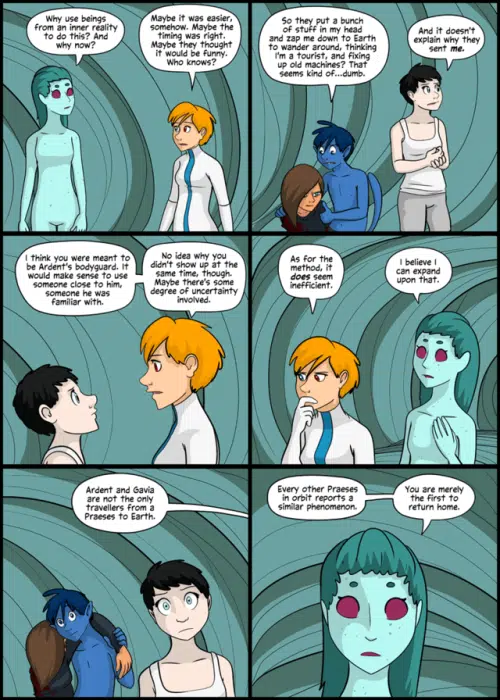 Why use beings
from an inner reality
to do this? And
why now?
Maybe it was easier,
somehow. Maybe the
timing was right.
Maybe they thought
it would be funny.
Who knows?
So they put a bunch
of stuff in my head
and zap me down to Earth
to wander around, thinking
I'm a tourist, and fixing
up old machines? That
seems kind of...dumb.
And it doesn't
explain why they
sent me.
I think you were meant to
be Ardent's bodyguard. It
would make sense to use
someone close to him,
someone he was
familiar with.
No idea why you
didn't show up at the
same time, though.
Maybe there's some
degree of uncertainty
involved.
As for the
method, it
does seem
inefficient.
I believe I
can expand
upon that.
Ardent and Gavia
are not the only
travellers from a
Praeses to Earth.
Every other Praeses
in orbit reports a
similar phenomenon.
You are merely
the first to
return home.